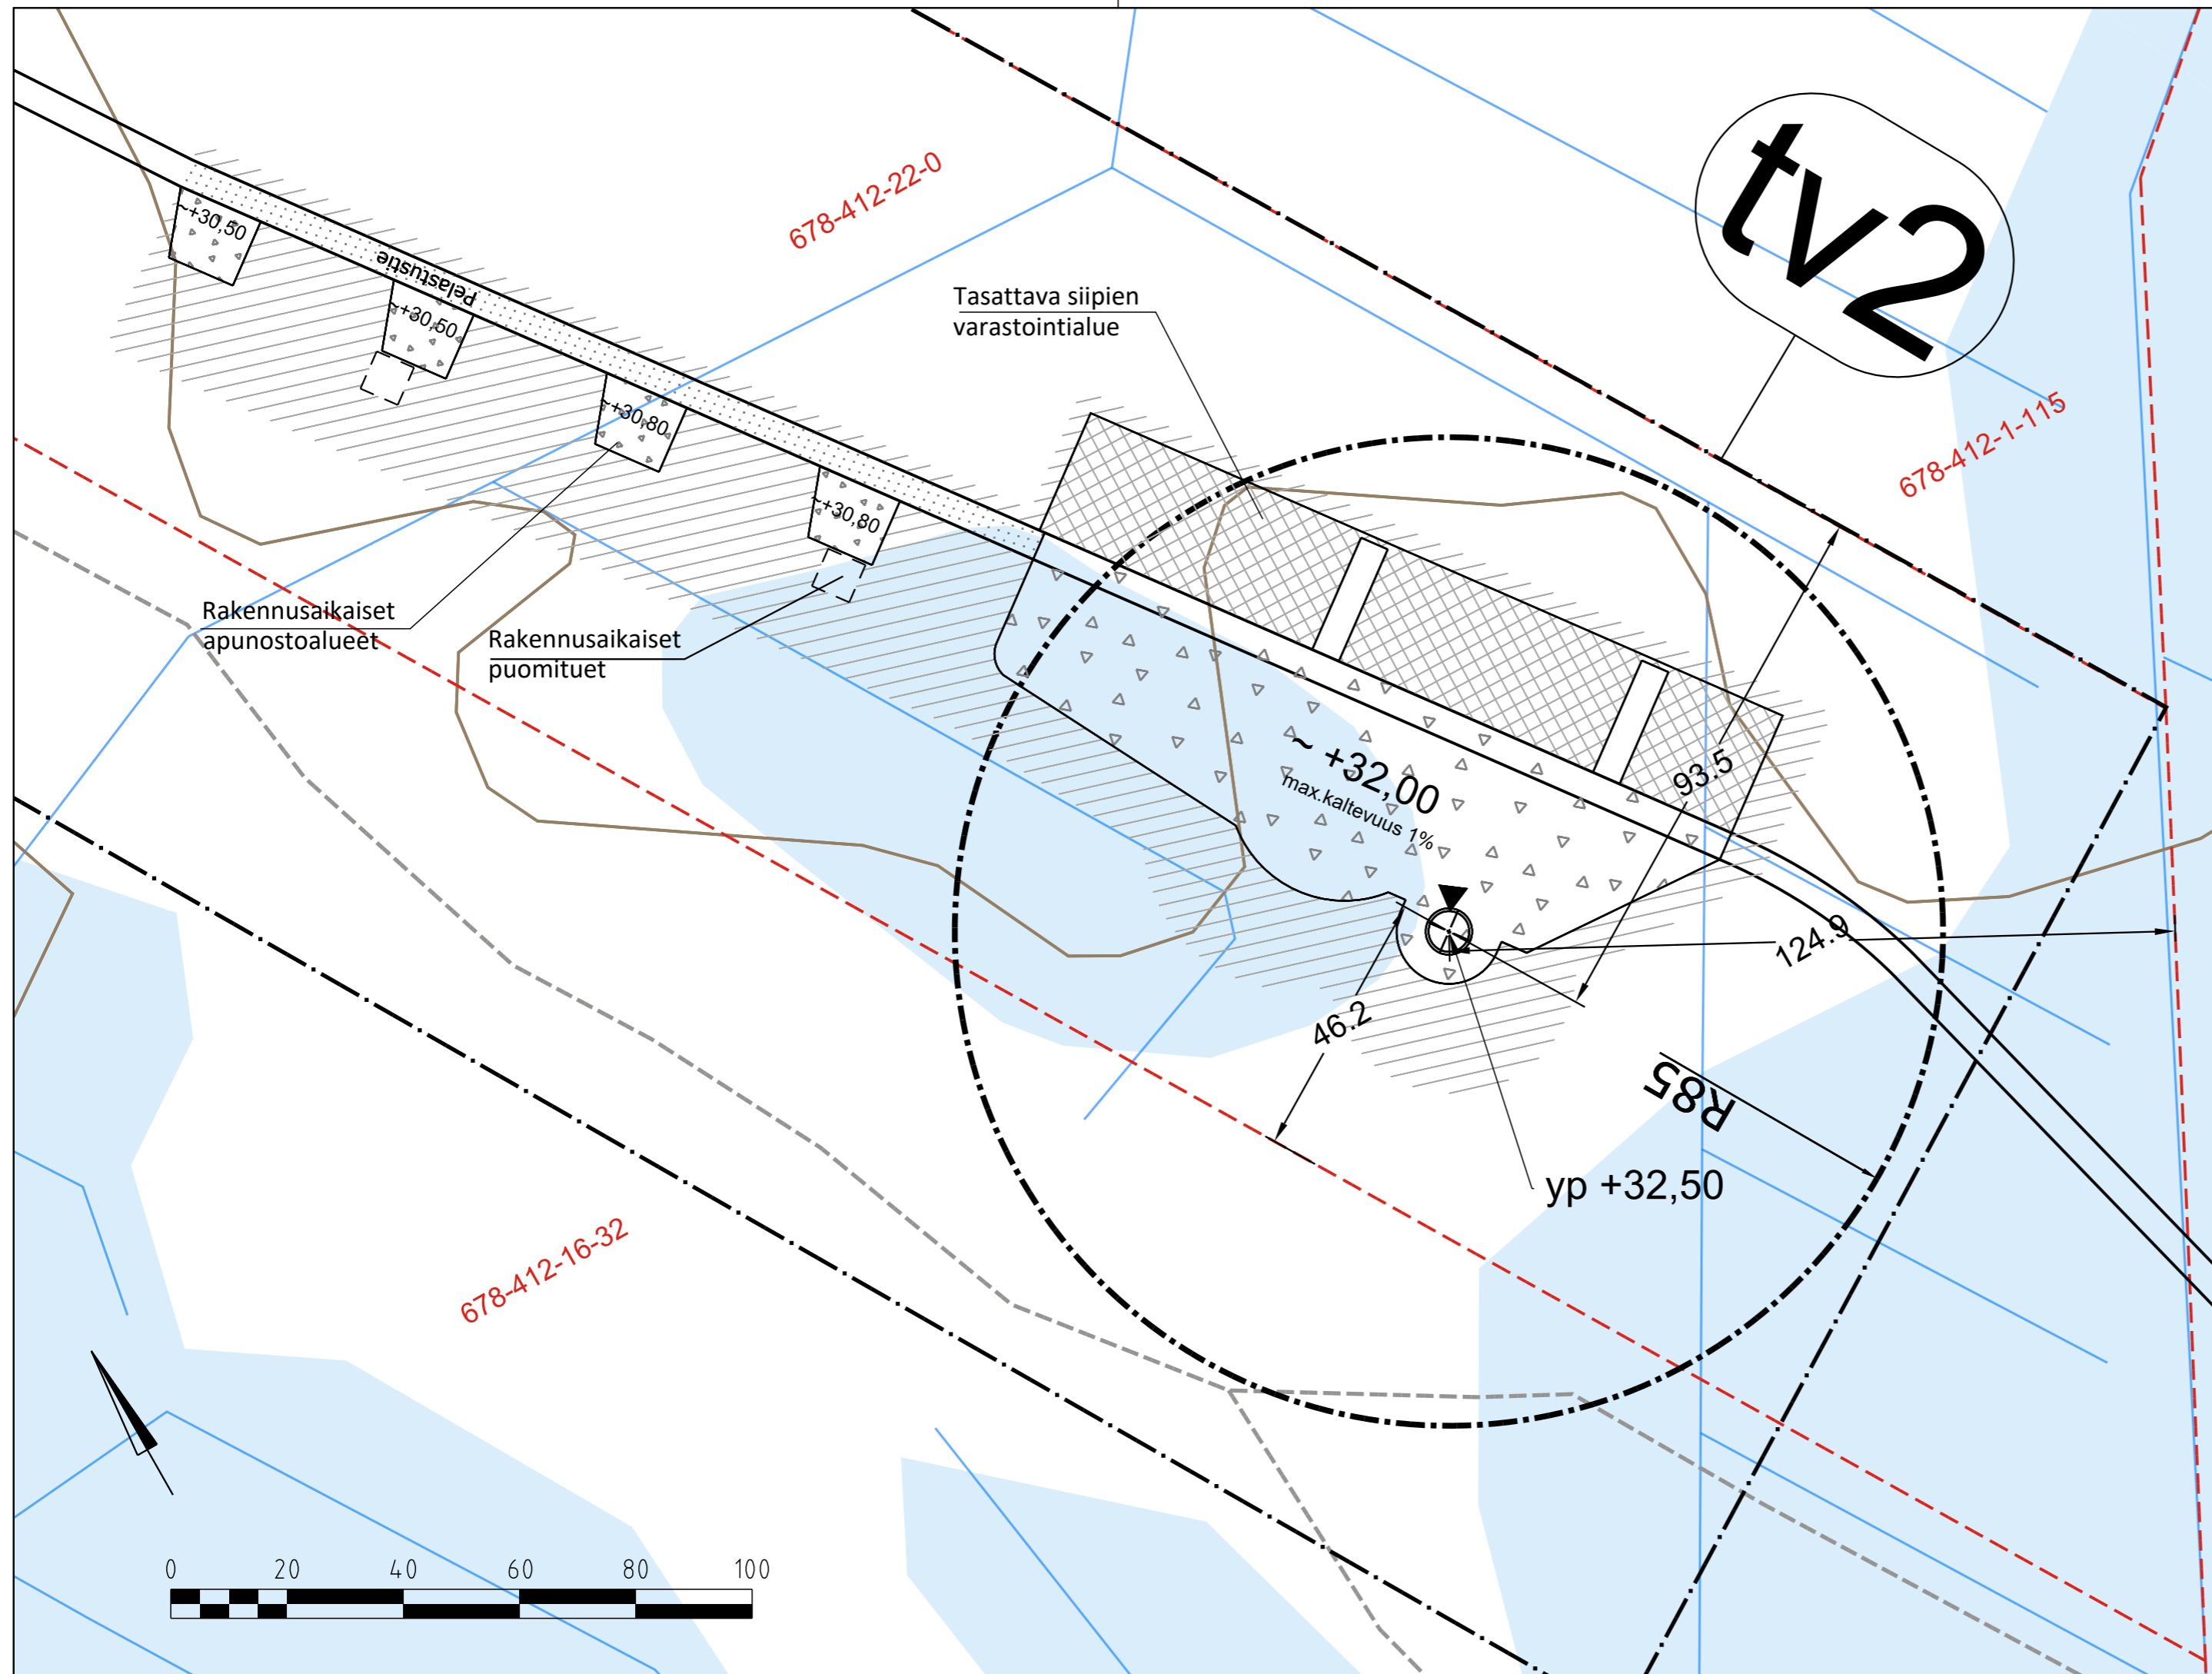 tv2
678-412-22-0
~+30,50
Pelastustie
~+30,50
Tasattava siipien
varastointialue
~+30,80
678-412-1-115
~+30,80
Rakennusaikaiset
apunostoalueet
Rakennusaikaiset
puomituet
~ +32,00
max.kaltevuus 1%
93.5
124.9
46.2
R85
yp +32,50
678-412-16-32
0 20 40 60 80 100